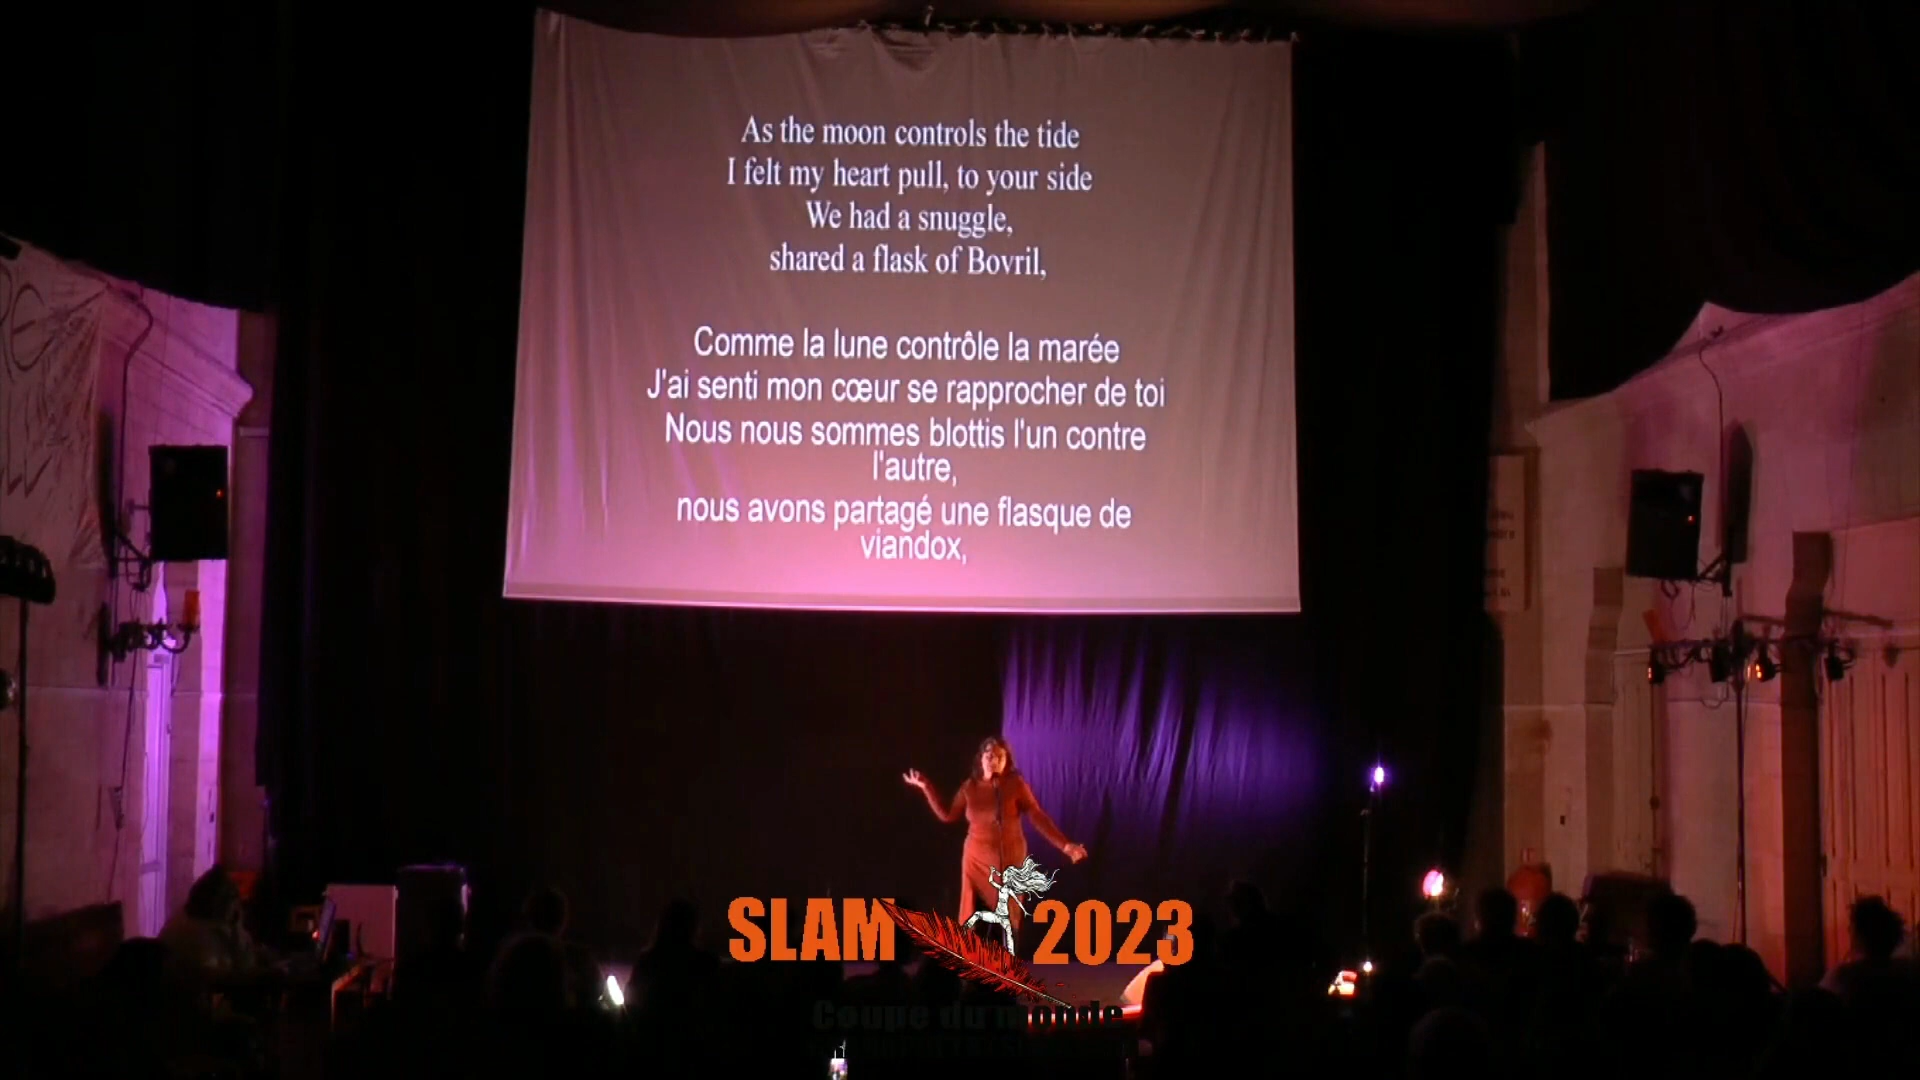 As the moon controls the tide
I felt my heart pull, to your side
We had a snuggle,
shared a flask of Bovril,
Comme la lune contrôle la marée
J'ai senti mon cœur se rapprocher de toi
Nous nous sommes blottis l'un contre
l'autre,
nous avons partagé une flasque de
viandox,
SLAM 2023
Coupe du monde